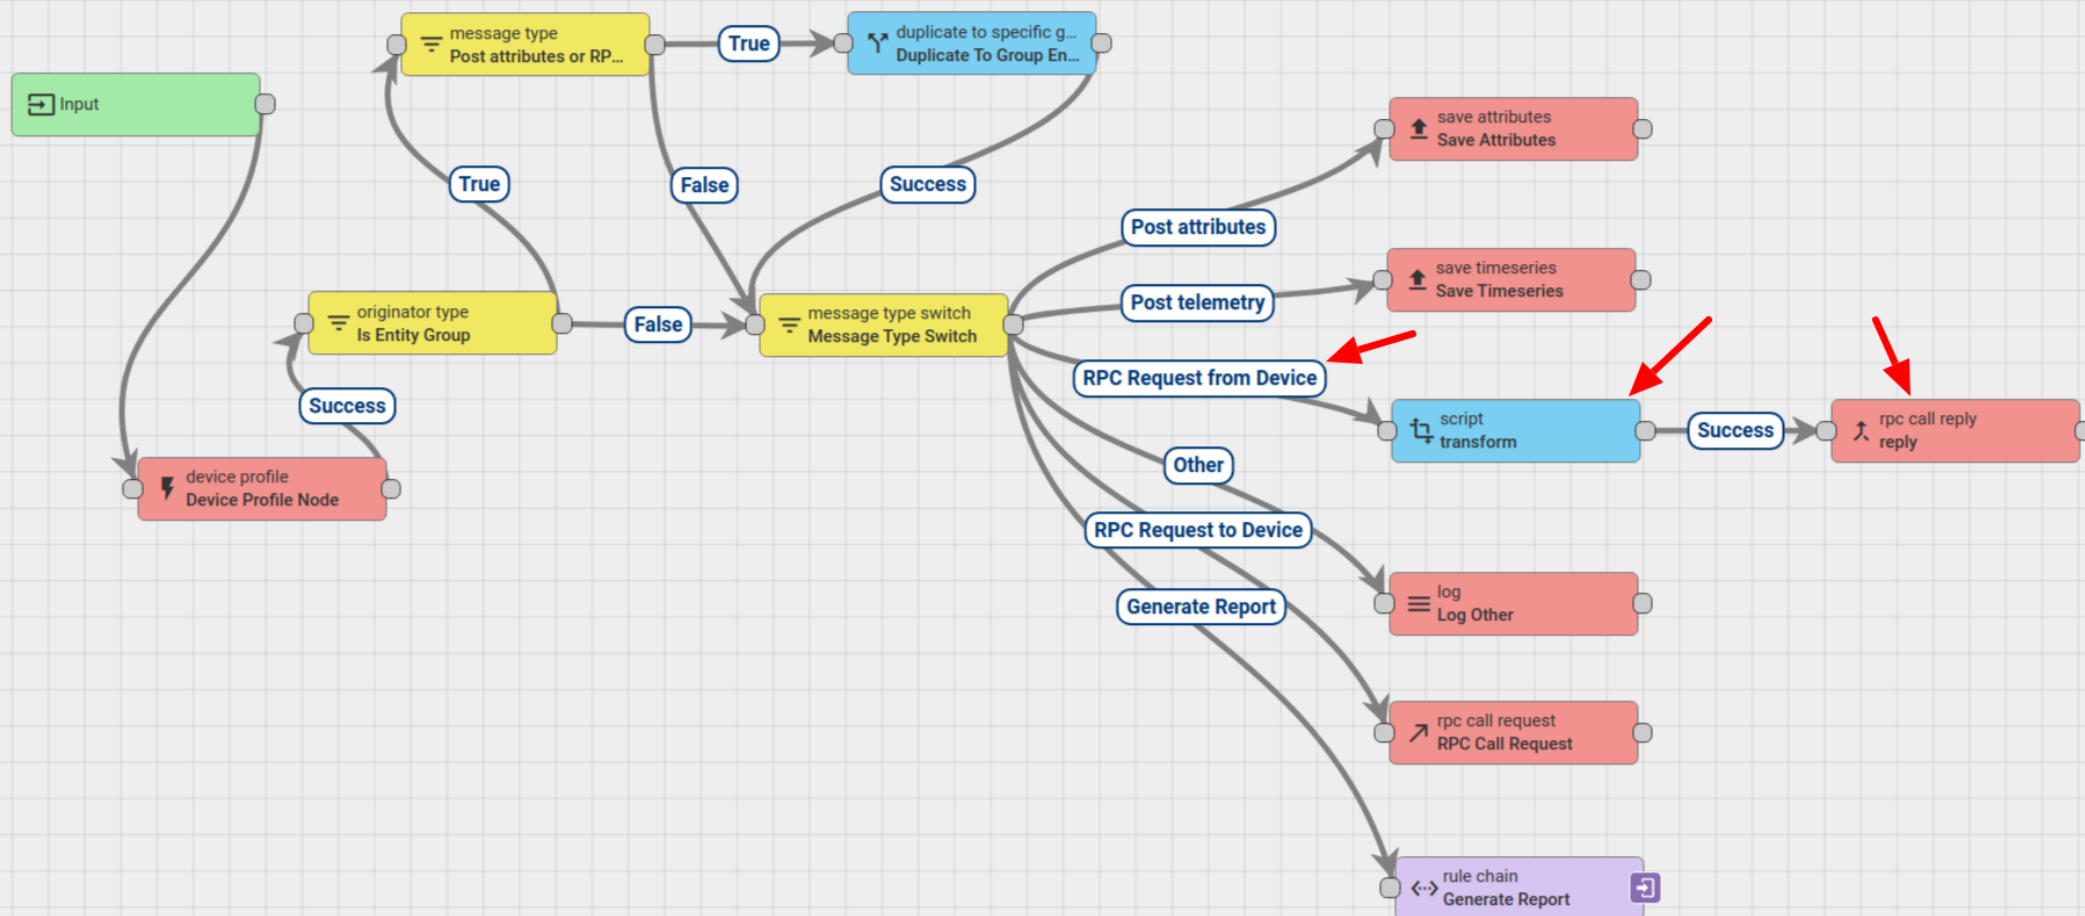 message type
Post attributes or RP...
True
duplicate to specific g...
Duplicate To Group En...
Input
save attributes
Save Attributes
True
False
Success
Post attributes
save timeseries
Save Timeseries
originator type
Is Entity Group
False
message type switch
Message Type Switch
Post telemetry
RPC Request from Device
Success
script
transform
Success
rpc call reply
reply
device profile
Device Profile Node
Other
RPC Request to Device
log
Log Other
Generate Report
rpc call request
RPC Call Request
rule chain
Generate Report